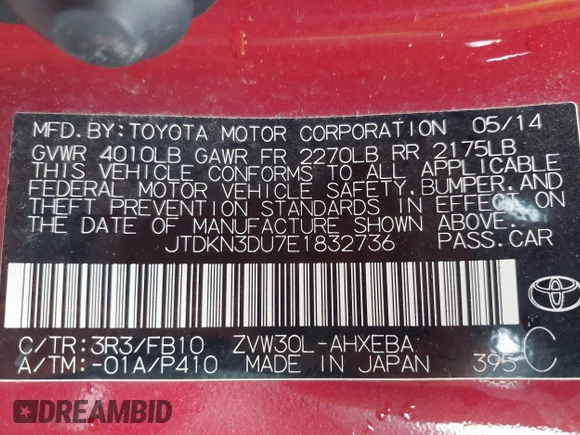 MFD.BY:TOYOTA MOTOR CORPORATION 05/14
GVWR 4010LB GAWR FR 2270LB RR 2175LB
THIS VEHICLE CONFORMS TO ALL APPLICABLE
FEDERAL MOTOR VEHICLE SAFETY, BUMPER, AND
THEFT PREVENTION STANDARDS IN EFFECT ON
THE DATE OF MANUFACTURE SHOWN ABOVE.
JTDKN3DU7E1832736 PASS.CAR
C/TR:3R3/FB10 ZVW30L-AHXEBA
A/TM:-01A/P410 MADE IN JAPAN 395 C
DREAMBID